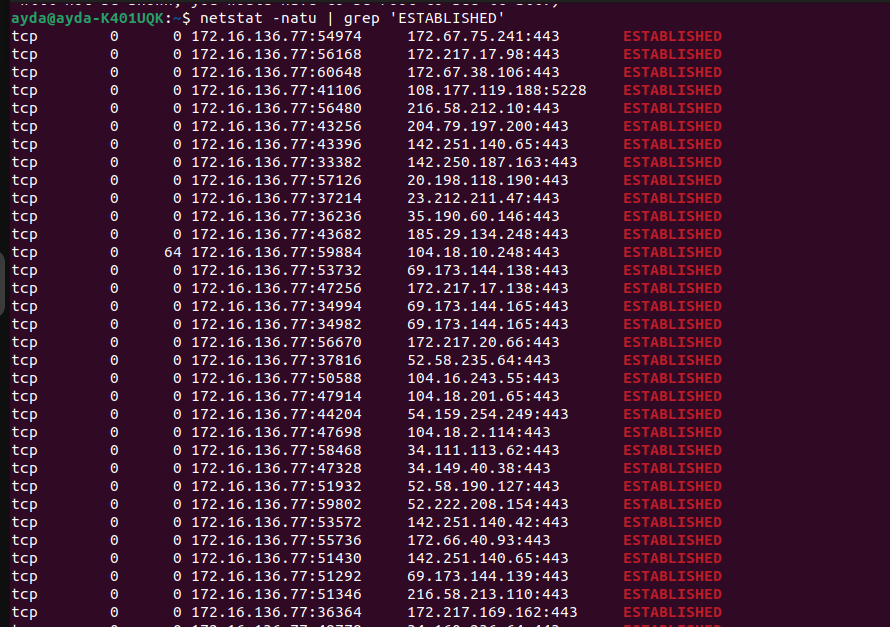 ayda@ayda-K401UQK:~$ netstat -natu | grep 'ESTABLISHED'
tcp 0 0 172.16.136.77:54974 172.67.75.241:443 ESTABLISHED
tcp 0 0 172.16.136.77:56168 172.217.17.98:443 ESTABLISHED
tcp 0 0 172.16.136.77:60648 172.67.38.106:443 ESTABLISHED
tcp 0 0 172.16.136.77:41106 108.177.119.188:5228 ESTABLISHED
tcp 0 0 172.16.136.77:56480 216.58.212.10:443 ESTABLISHED
tcp 0 0 172.16.136.77:43256 204.79.197.200:443 ESTABLISHED
tcp 0 0 172.16.136.77:43396 142.251.140.65:443 ESTABLISHED
tcp 0 0 172.16.136.77:33382 142.250.187.163:443 ESTABLISHED
tcp 0 0 172.16.136.77:57126 20.198.118.190:443 ESTABLISHED
tcp 0 0 172.16.136.77:37214 23.212.211.47:443 ESTABLISHED
tcp 0 0 172.16.136.77:36236 35.190.60.146:443 ESTABLISHED
tcp 0 0 172.16.136.77:43682 185.29.134.248:443 ESTABLISHED
tcp 0 64 172.16.136.77:59884 104.18.10.248:443 ESTABLISHED
tcp 0 0 172.16.136.77:53732 69.173.144.138:443 ESTABLISHED
tcp 0 0 172.16.136.77:47256 172.217.17.138:443 ESTABLISHED
tcp 0 0 172.16.136.77:34994 69.173.144.165:443 ESTABLISHED
tcp 0 0 172.16.136.77:34982 69.173.144.165:443 ESTABLISHED
tcp 0 0 172.16.136.77:56670 172.217.20.66:443 ESTABLISHED
tcp 0 0 172.16.136.77:37816 52.58.235.64:443 ESTABLISHED
tcp 0 0 172.16.136.77:50588 104.16.243.55:443 ESTABLISHED
tcp 0 0 172.16.136.77:47914 104.18.201.65:443 ESTABLISHED
tcp 0 0 172.16.136.77:44204 54.159.254.249:443 ESTABLISHED
tcp 0 0 172.16.136.77:47698 104.18.2.114:443 ESTABLISHED
tcp 0 0 172.16.136.77:58468 34.111.113.62:443 ESTABLISHED
tcp 0 0 172.16.136.77:47328 34.149.40.38:443 ESTABLISHED
tcp 0 0 172.16.136.77:51932 52.58.190.127:443 ESTABLISHED
tcp 0 0 172.16.136.77:59802 52.222.208.154:443 ESTABLISHED
tcp 0 0 172.16.136.77:53572 142.251.140.42:443 ESTABLISHED
tcp 0 0 172.16.136.77:55736 172.66.40.93:443 ESTABLISHED
tcp 0 0 172.16.136.77:51430 142.251.140.65:443 ESTABLISHED
tcp 0 0 172.16.136.77:51292 69.173.144.139:443 ESTABLISHED
tcp 0 0 172.16.136.77:51346 216.58.213.110:443 ESTABLISHED
tcp 0 0 172.16.136.77:36364 172.217.169.162:443 ESTABLISHED